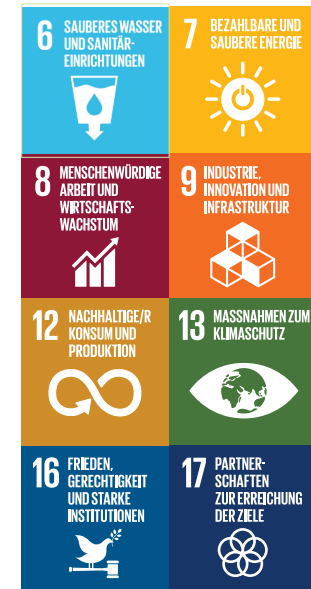 6 SAUBERES WASSER
UND SANITÄR-
EINRICHTUNGEN
7 BEZAHLBARE UND
SAUBERE ENERGIE
8 MENSCHENWÜRDIGE
ARBEIT UND
WIRTSCHAFTS-
WACHSTUM
9 INDUSTRIE,
INNOVATION UND
INFRASTRUKTUR
12 NACHHALTIGE/R
KONSUM UND
PRODUKTION
13 MASSNAHMEN ZUM
KLIMASCHUTZ
16 FRIEDEN,
GERECHTIGKEIT
UND STARKE
INSTITUTIONEN
17 PARTNER-
SCHAFTEN
ZUR ERREICHUNG
DER ZIELE